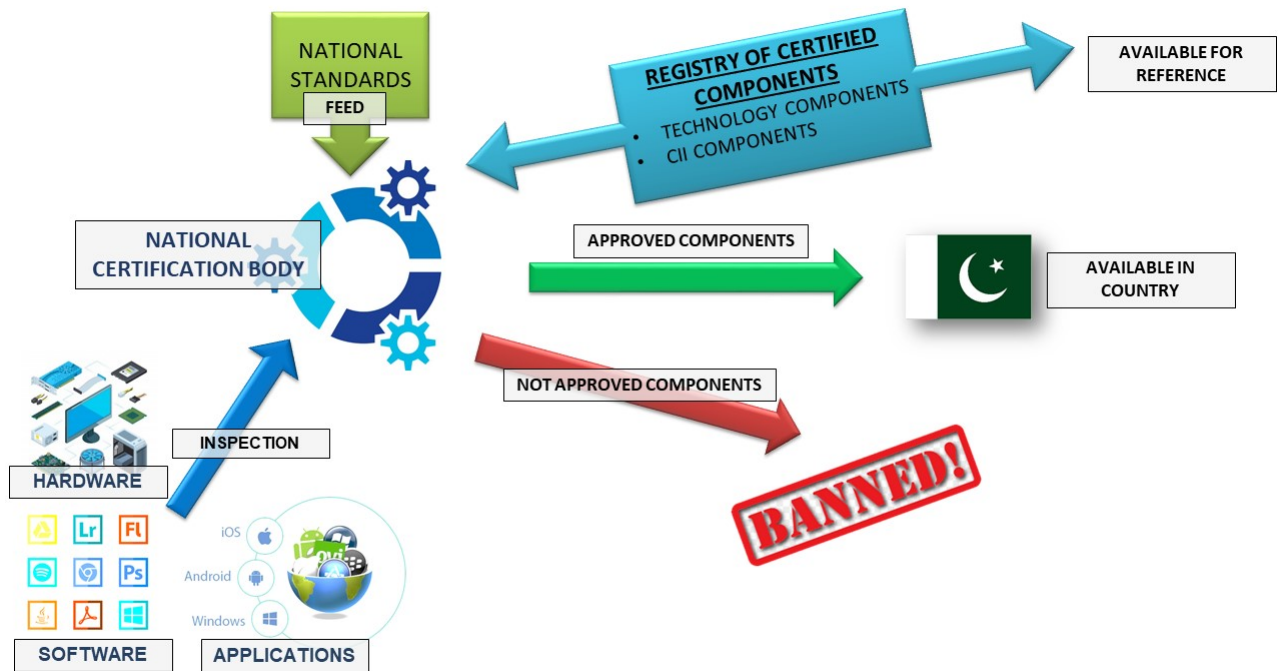 NATIONAL
STANDARDS
FEED
REGISTRY OF CERTIFIED
COMPONENTS
• TECHNOLOGY COMPONENTS
• CII COMPONENTS
AVAILABLE FOR
REFERENCE
NATIONAL
CERTIFICATION BODY
APPROVED COMPONENTS
AVAILABLE IN
COUNTRY
NOT APPROVED COMPONENTS
BANNED!
INSPECTION
HARDWARE
Lr
Fl
Ps
SOFTWARE
iOS
Android
Windows
ovi
APPLICATIONS